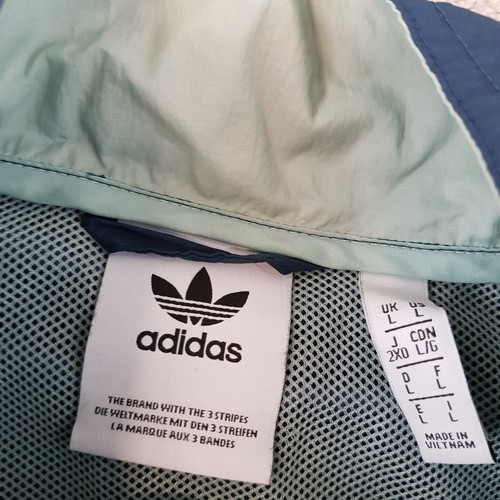 adidas
THE BRAND WITH THE 3 STRIPES
DIE WELTMARKE MIT DEN 3 STREIFEN
LA MARQUE AUX 3 BANDES
UK US
L L
J CDN
2XO L/G
D F
L L
E I
L L
MADE IN
VIETNAM